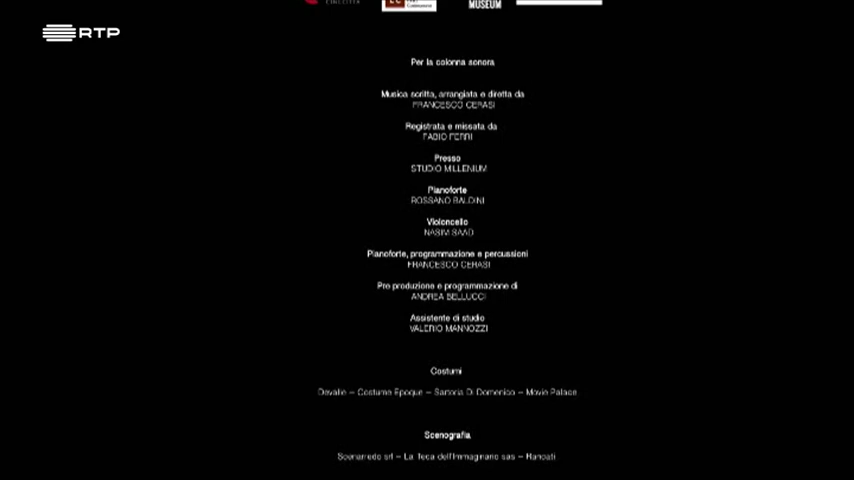 MUSEUM
RTP
Per la colonna sonora
Musica scritta, arrangiata e diretta da
FRANCESCO CERASI
Registrata e missata da
FABIO FERRI
Presso
STUDIO MILLENIUM
Pianoforte
ROSSANO BALDINI
Violoncello
NASIM SAAD
Pianoforte, programmazione e percussioni
FRANCESCO CERASI
Pre produzione e programmazione di
ANDREA BELLUCCI
Assistente di studio
VALERIO MANNOZZI
Costumi
Devalle – Costume Epoque – Sartoria Di Domenico – Movie Palace
Scenografia
Scenarredo srl – La Teca dell'Immaginario sas – Rancati